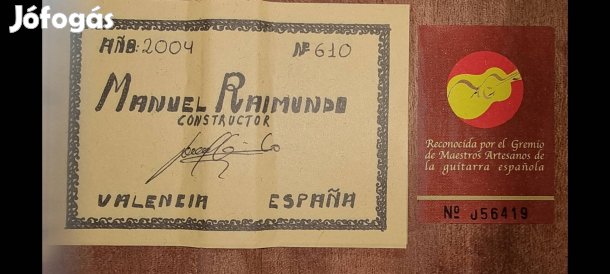 Jófogás
AÑO: 2004 Nº 610
MANUEL RAIMUNDO
CONSTRUCTOR
VALENCIA ESPAÑA
Reconocida por el Gremio
de Maestros Artesanos de
la guitarra española
Nº J56419